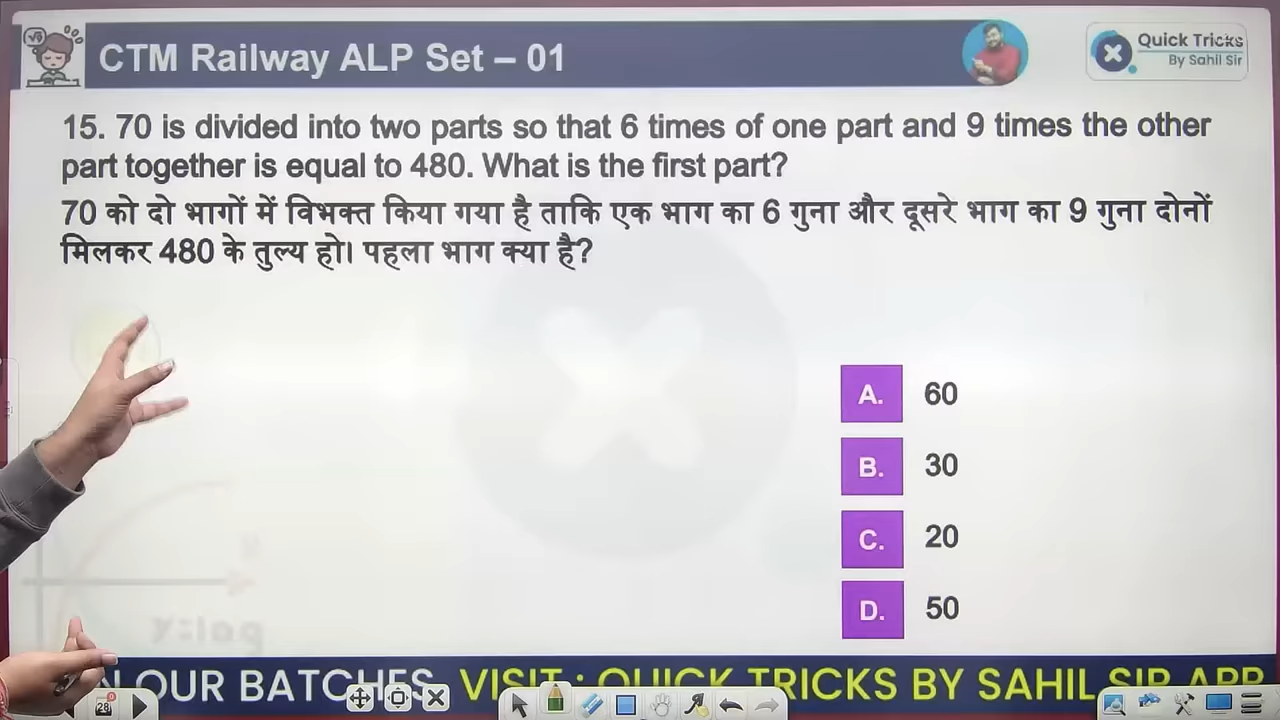 CTM Railway ALP Set – 01
Quick Tricks
By Sahil Sir
15. 70 is divided into two parts so that 6 times of one part and 9 times the other
part together is equal to 480. What is the first part?
70 को दो भागों में विभक्त किया गया है ताकि एक भाग का 6 गुना और दूसरे भाग का 9 गुना दोनों
मिलकर 480 के तुल्य हो। पहला भाग क्या है?
A. 60
B. 30
C. 20
D. 50
y=log
OUR BATCHES VISIT : QUICK TRICKS BY SAHIL SIR APP
28